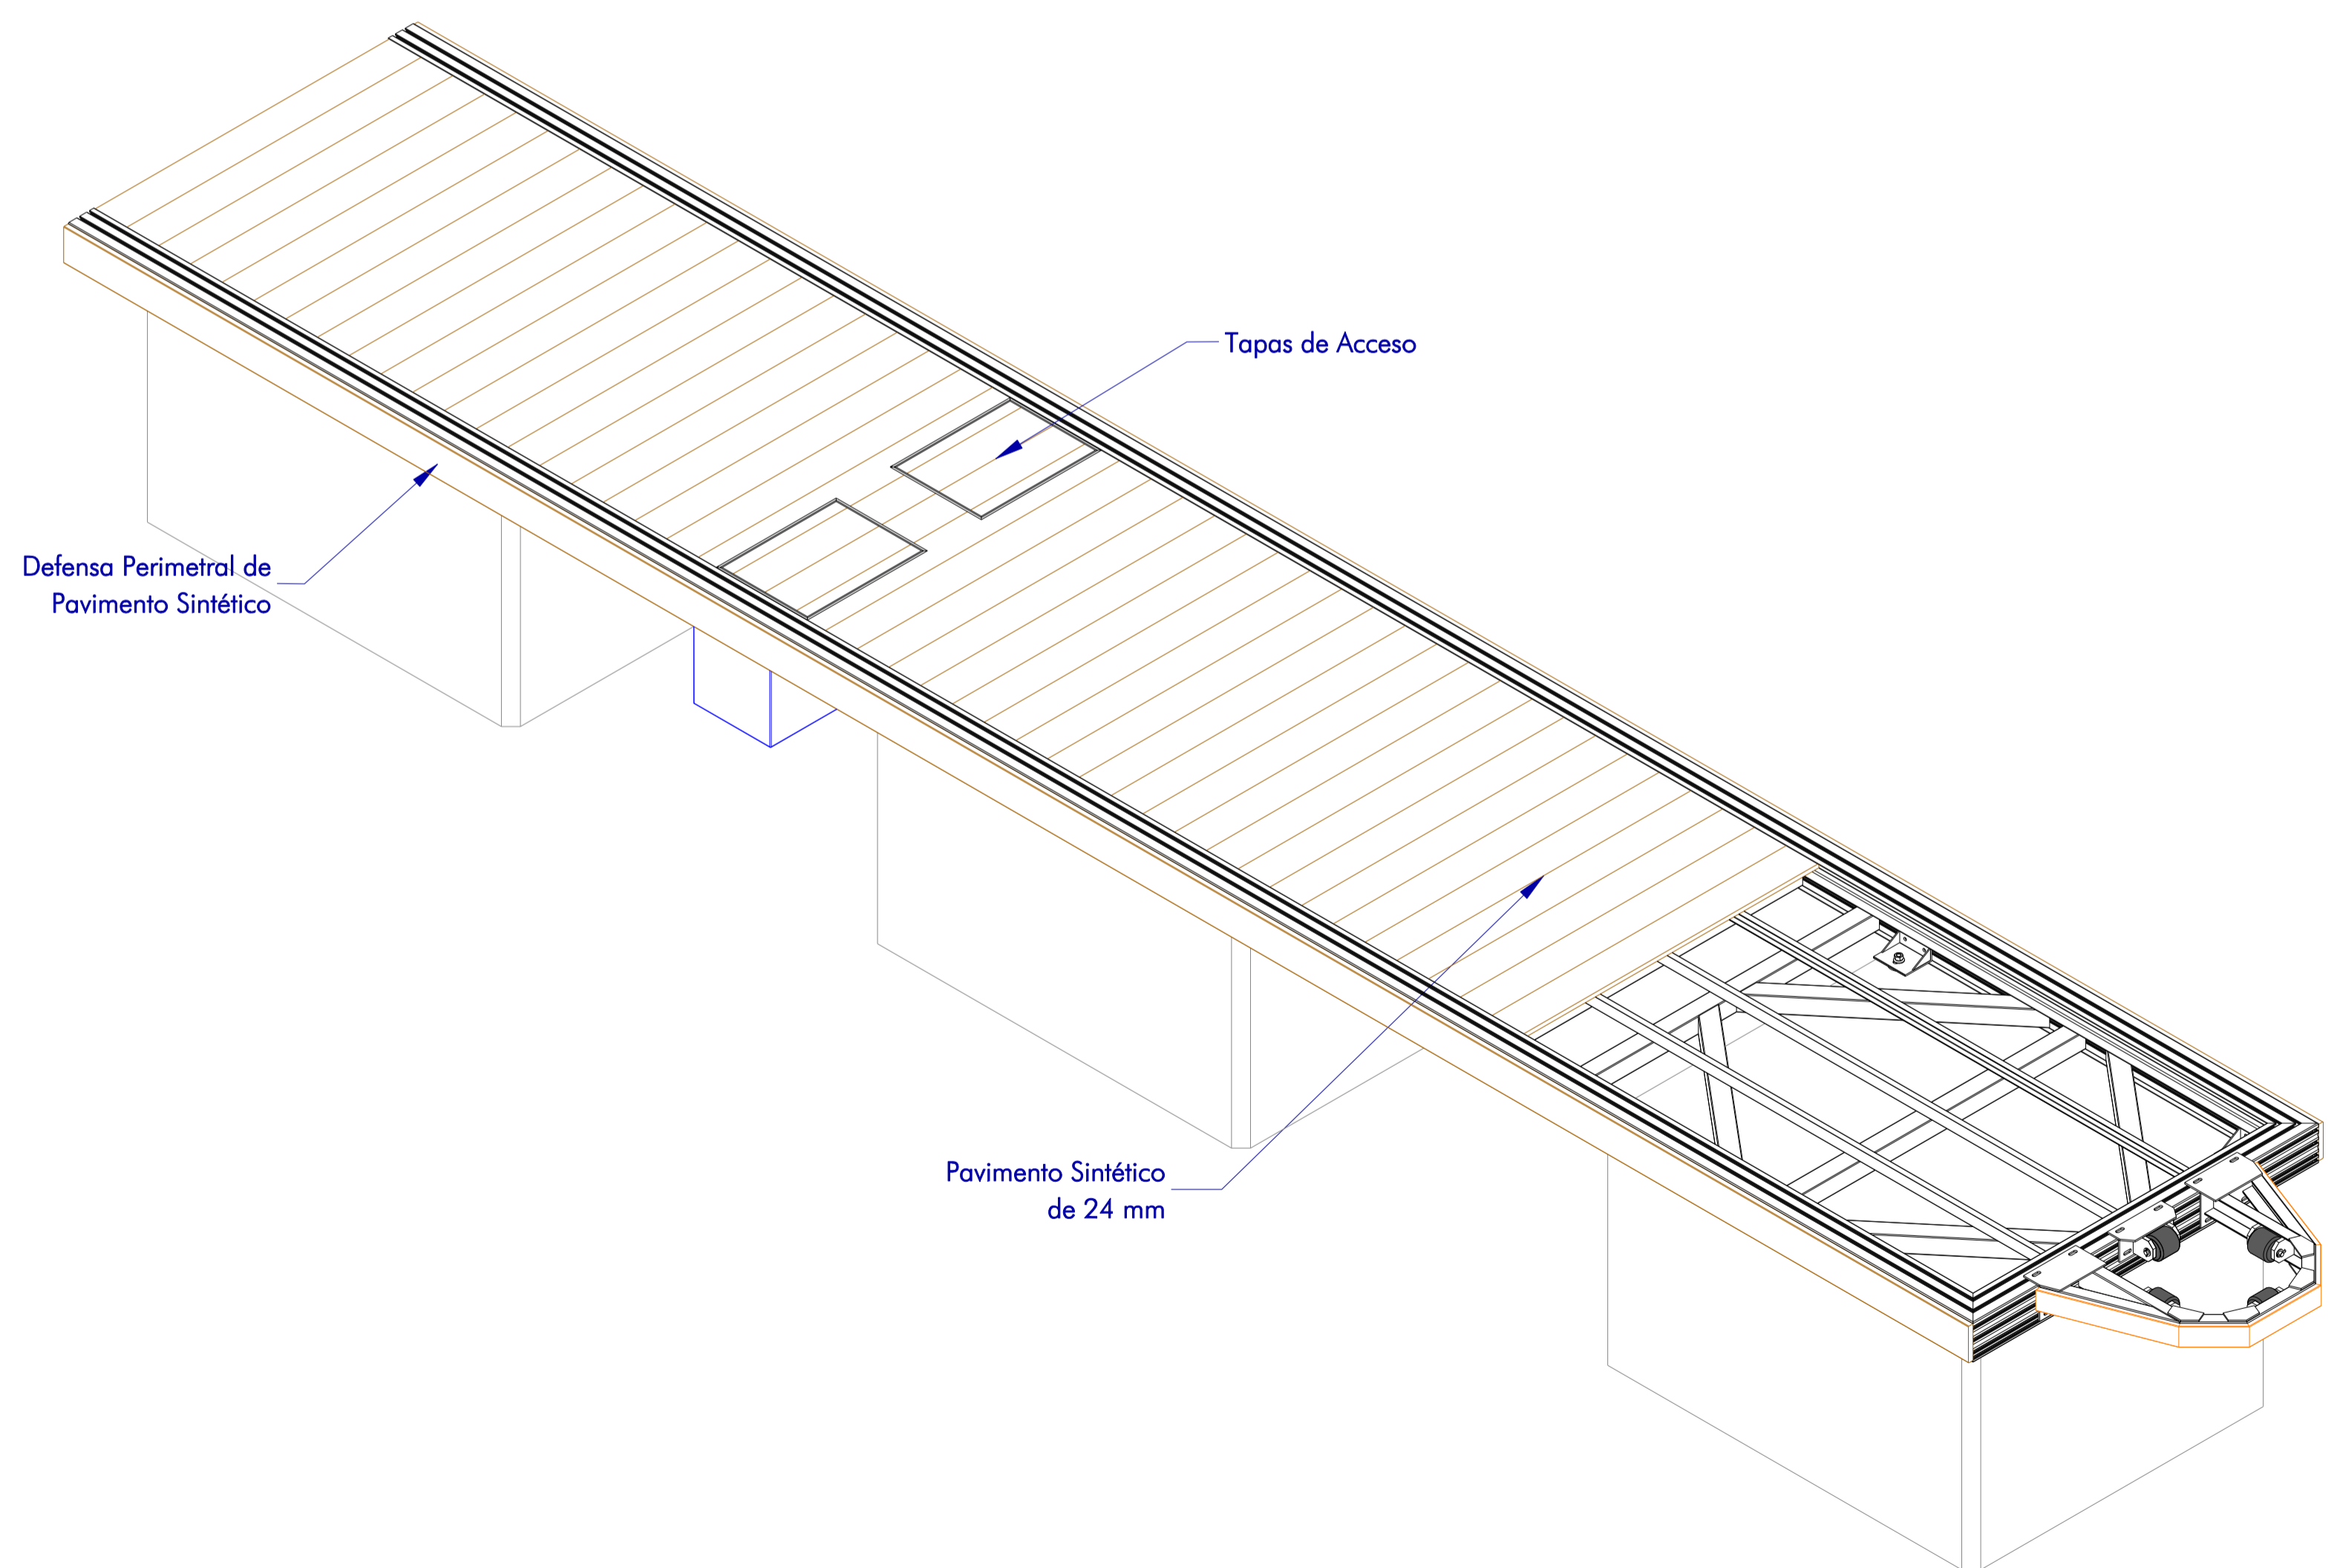 Tapas de Acceso
Defensa Perimetral de
Pavimento Sintético
Pavimento Sintético
de 24 mm